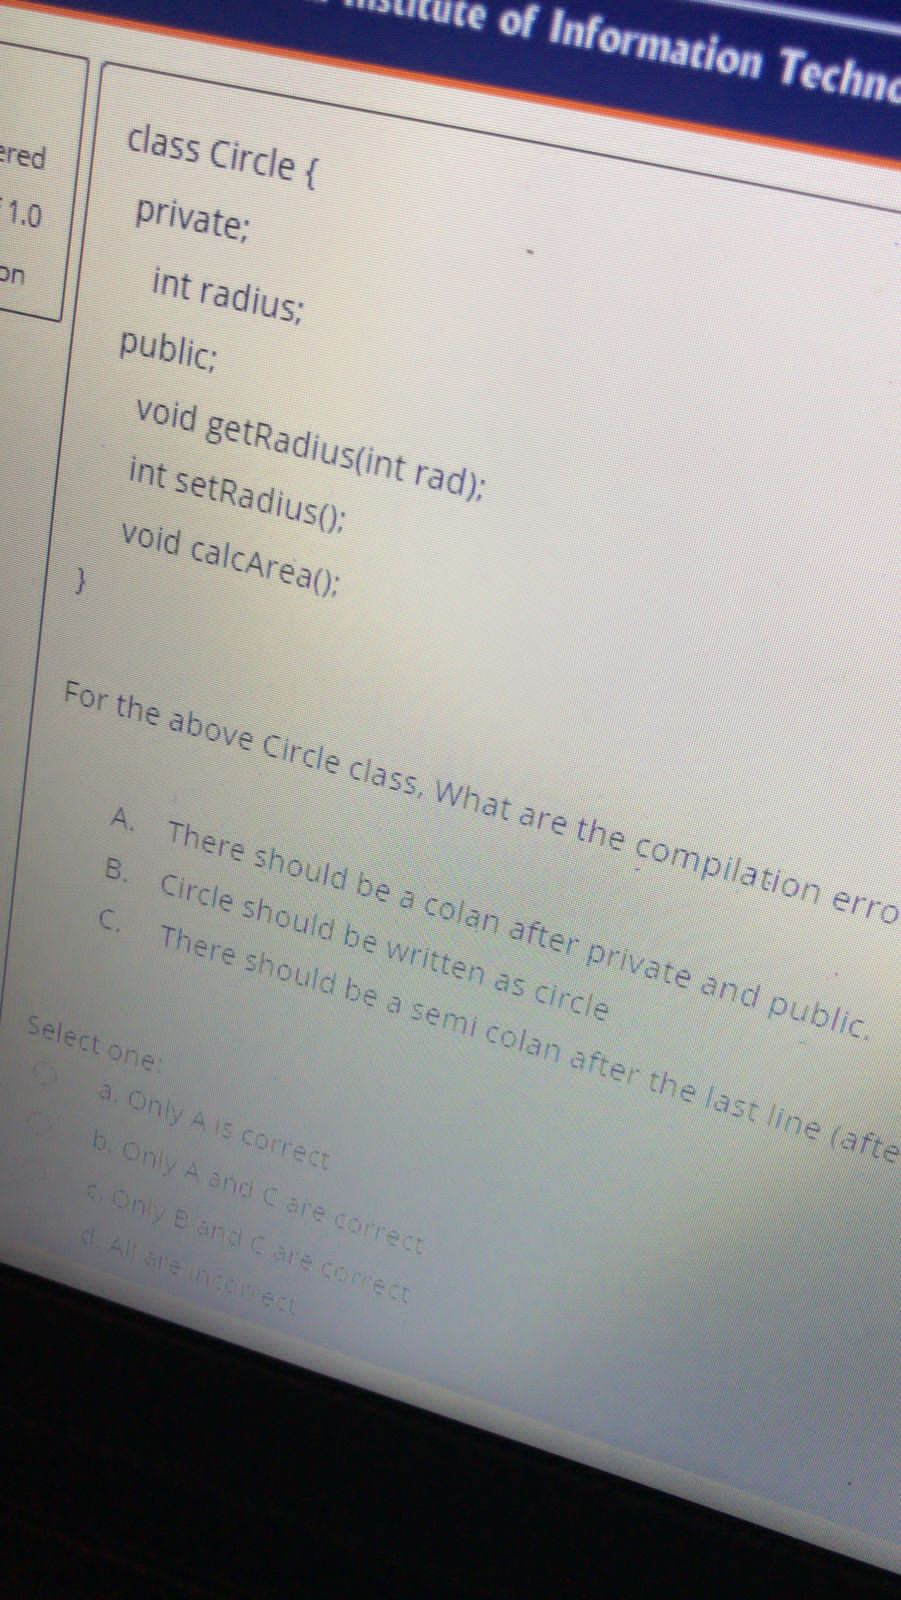 Institute of Information Techno
ered
1.0
on
class Circle {
private;
int radius;
public;
void getRadius(int rad);
int setRadius();
void calcArea();
}
For the above Circle class, What are the compilation erro
A. There should be a colan after private and public.
B. Circle should be written as circle
C. There should be a semi colan after the last line (afte
Select one:
a. Only A is correct
b. Only A and C are correct
c. Only B and C are correct
d. All are incorrect